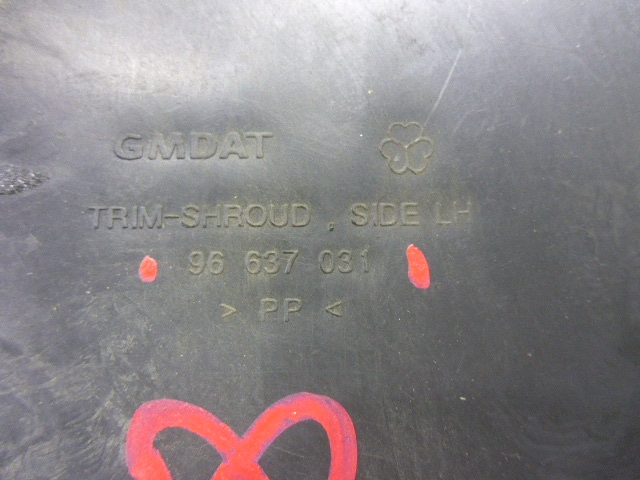 GMDAT
TRIM-SHROUD , SIDE LH
96 637 031
> PP <